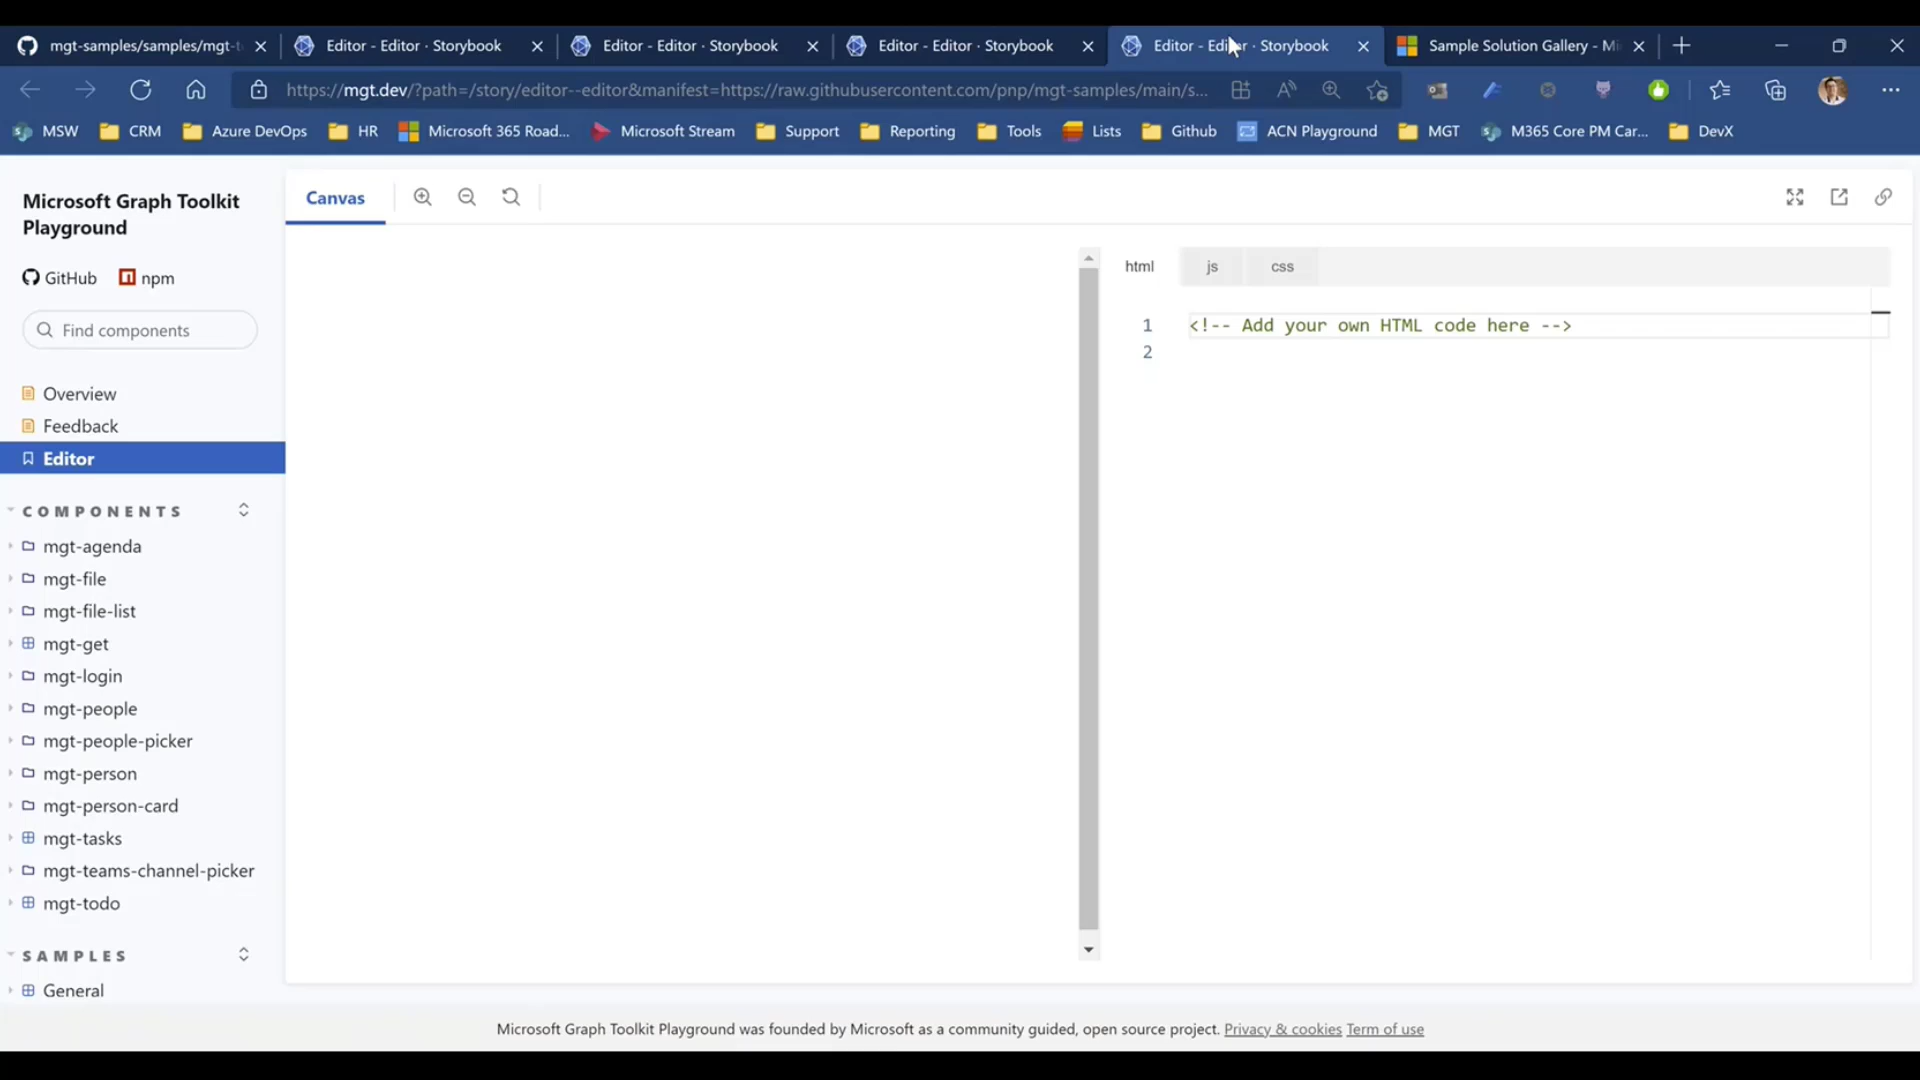 mgt-samples/samples/mgt-t
Editor - Editor · Storybook
Editor - Editor · Storybook
Editor - Editor · Storybook
Editor - Editor · Storybook
Sample Solution Gallery - Mi
https://mgt.dev/?path=/story/editor--editor&manifest=https://raw.githubusercontent.com/pnp/mgt-samples/main/s...
MSW
CRM
Azure DevOps
HR
Microsoft 365 Road...
Microsoft Stream
Support
Reporting
Tools
Lists
Github
ACN Playground
MGT
M365 Core PM Car...
DevX
Microsoft Graph Toolkit
Playground
GitHub
npm
Find components
Overview
Feedback
Editor
COMPONENTS
mgt-agenda
mgt-file
mgt-file-list
mgt-get
mgt-login
mgt-people
mgt-people-picker
mgt-person
mgt-person-card
mgt-tasks
mgt-teams-channel-picker
mgt-todo
SAMPLES
General
Canvas
html
js
css
1 <!-- Add your own HTML code here -->
2
Microsoft Graph Toolkit Playground was founded by Microsoft as a community guided, open source project. Privacy & cookies Term of use